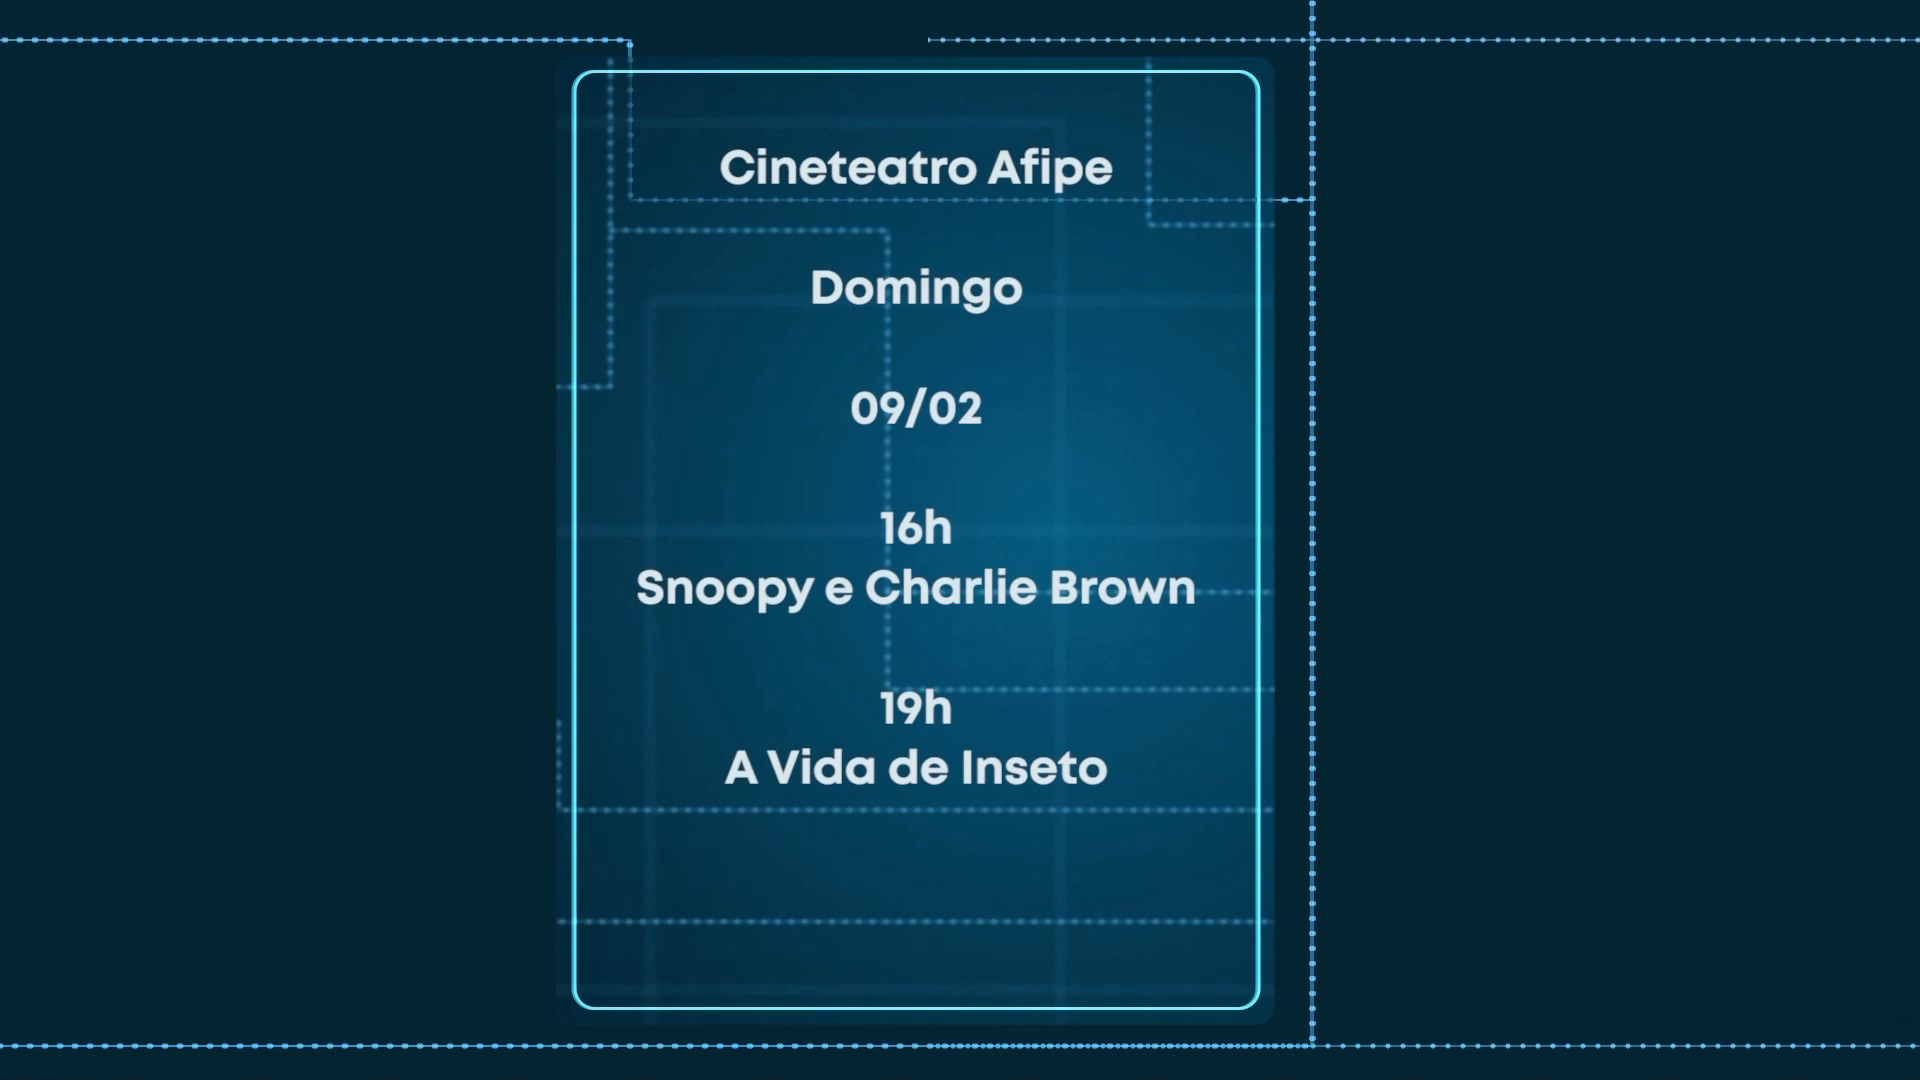 Cineteatro Afipe
Domingo
09/02
16h
Snoopy e Charlie Brown
19h
A Vida de Inseto